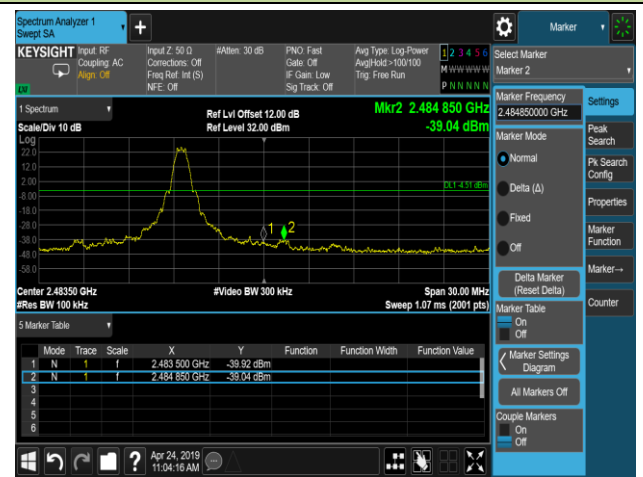 Spectrum Analyzer 1
Swept SA
Marker
KEYSIGHT
Input: RF
Coupling: AC
Align: Off
Input Z: 50 Ω
Corrections: Off
Freq Ref: Int (S)
NFE: Off
#Atten: 30 dB
PNO: Fast
Gate: Off
IF Gain: Low
Sig Track: Off
Avg Type: Log-Power
Avg|Hold:>100/100
Trig: Free Run
1 2 3 4 5 6
M W W W W W
P N N N N N
LXI
Select Marker
Marker 2
1 Spectrum
Scale/Div 10 dB
Ref Lvl Offset 12.00 dB
Ref Level 32.00 dBm
Mkr2 2.484 850 GHz
-39.04 dBm
Log
22.0
12.0
2.00
-8.00
-18.0
-28.0
-38.0
-48.0
-58.0
DL1 -4.51 dBm
1
2
Center 2.48350 GHz
#Res BW 100 kHz
#Video BW 300 kHz
Span 30.00 MHz
Sweep 1.07 ms (2001 pts)
5 Marker Table
Mode Trace Scale X Y Function Function Width Function Value
1 N 1 f 2.483 500 GHz -39.92 dBm
2 N 1 f 2.484 850 GHz -39.04 dBm
3
4
5
6
Marker Frequency
2.484850000 GHz
Marker Mode
Normal
Delta (Δ)
Fixed
Off
Delta Marker
(Reset Delta)
Marker Table
On
Off
Marker Settings
Diagram
All Markers Off
Couple Markers
On
Off
Settings
Peak
Search
Pk Search
Config
Properties
Marker
Function
Marker→
Counter
?
Apr 24, 2019
11:04:16 AM